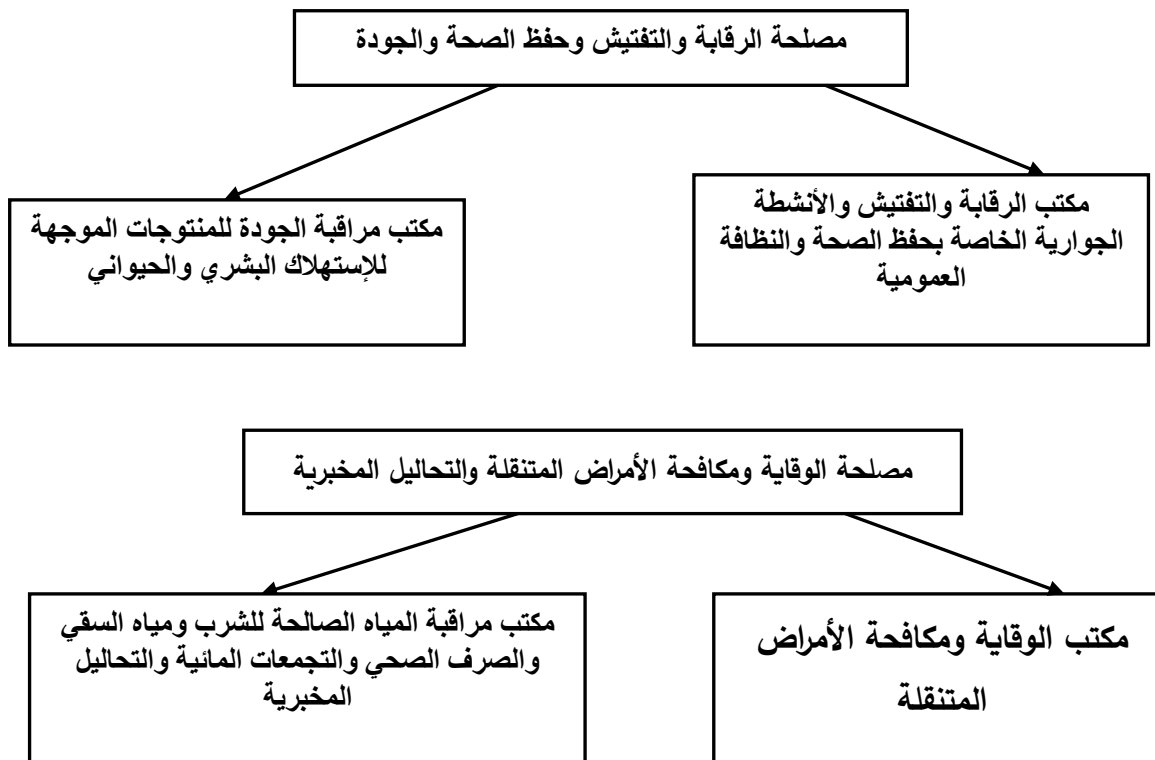 مصلحة الرقابة والتفتيش وحفظ الصحة والجودة
مكتب الرقابة والتفتيش والأنشطة
الجوارية الخاصة بحفظ الصحة والنظافة
العمومية
مكتب مراقبة الجودة للمنتوجات الموجهة
للإستهلاك البشري والحيواني
مصلحة الوقاية ومكافحة الأمراض المتنقلة والتحاليل المخبرية
مكتب الوقاية ومكافحة الأمراض
المتنقلة
مكتب مراقبة المياه الصالحة للشرب ومياه السقي
والصرف الصحي والتجمعات المائية والتحاليل
المخبرية